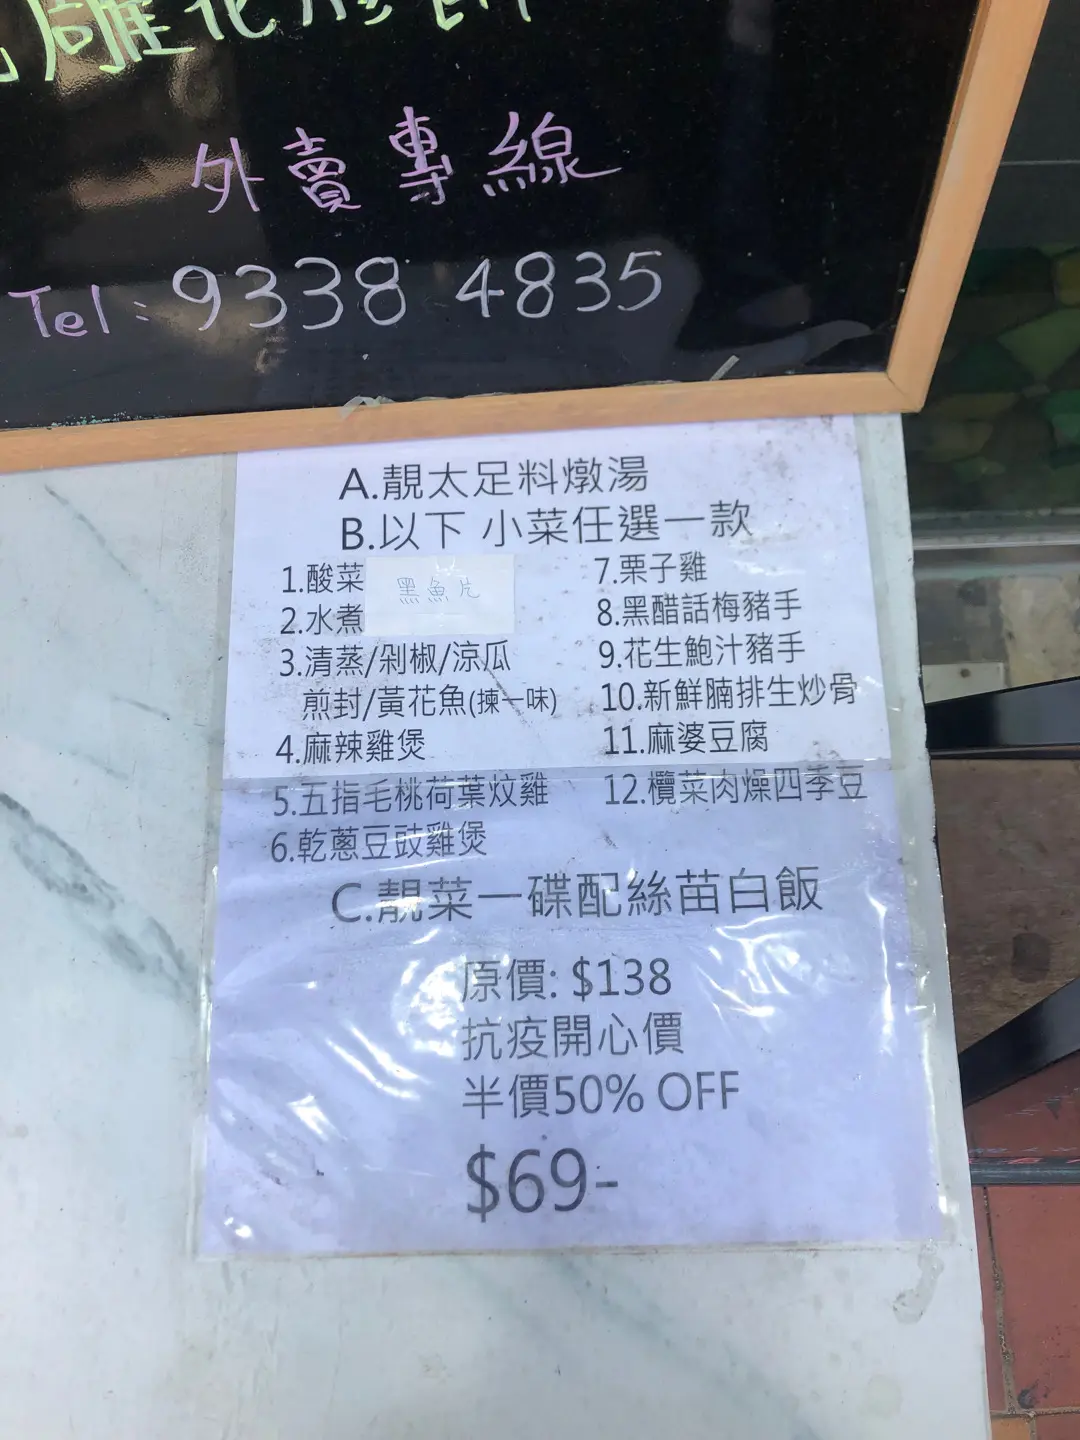 雕花
外賣專線
Tel: 9338 4835
A.靚太足料燉湯
B.以下 小菜任選一款
1.酸菜
黑魚片
2.水煮
3.清蒸/剁椒/涼瓜
煎封/黃花魚(揀一味)
4.麻辣雞煲
5.五指毛桃荷葉炆雞
6.乾蔥豆豉雞煲
7.栗子雞
8.黑醋話梅豬手
9.花生鮑汁豬手
10.新鮮腩排生炒骨
11.麻婆豆腐
12.欖菜肉燥四季豆
C.靚菜一碟配絲苗白飯
原價: $138
抗疫開心價
半價50% OFF
$69-